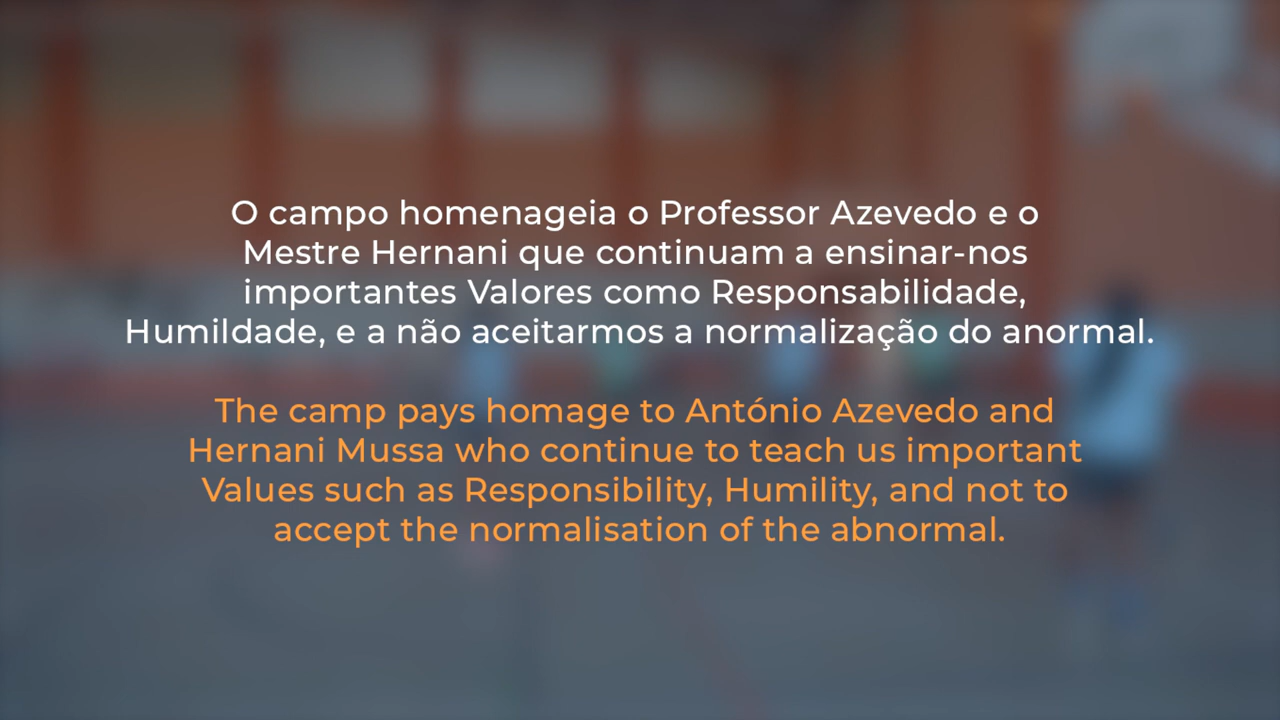 O campo homenageia o Professor Azevedo e o
Mestre Hernani que continuam a ensinar-nos
importantes Valores como Responsabilidade,
Humildade, e a não aceitarmos a normalização do anormal.
The camp pays homage to António Azevedo and
Hernani Mussa who continue to teach us important
Values such as Responsibility, Humility, and not to
accept the normalisation of the abnormal.